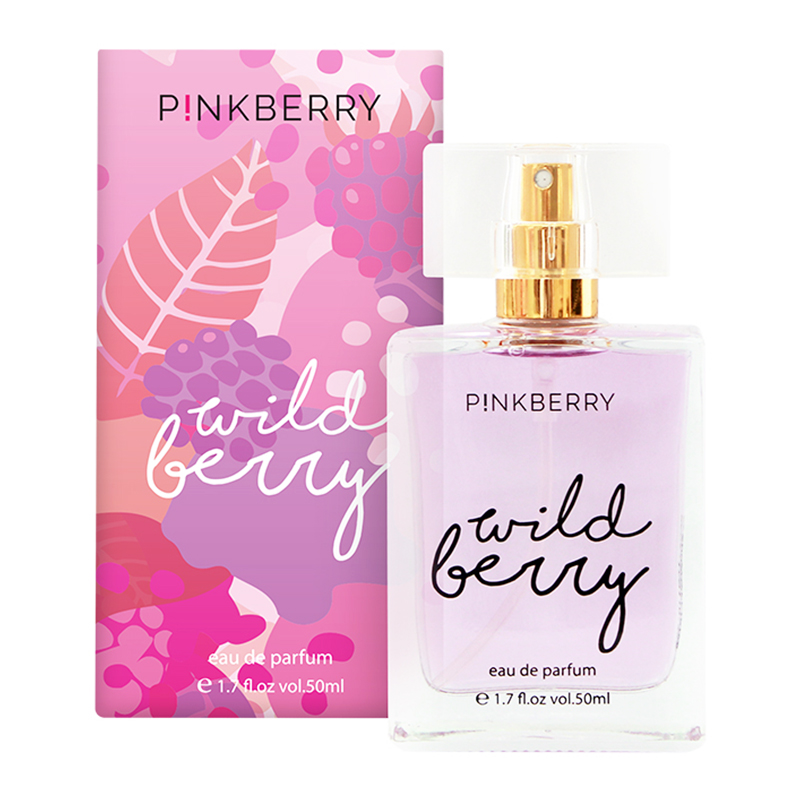 P!NKBERRY
wild
berry
eau de parfum
℮ 1.7 fl.oz vol.50ml
P!NKBERRY
wild
berry
eau de parfum
℮ 1.7 fl.oz vol.50ml